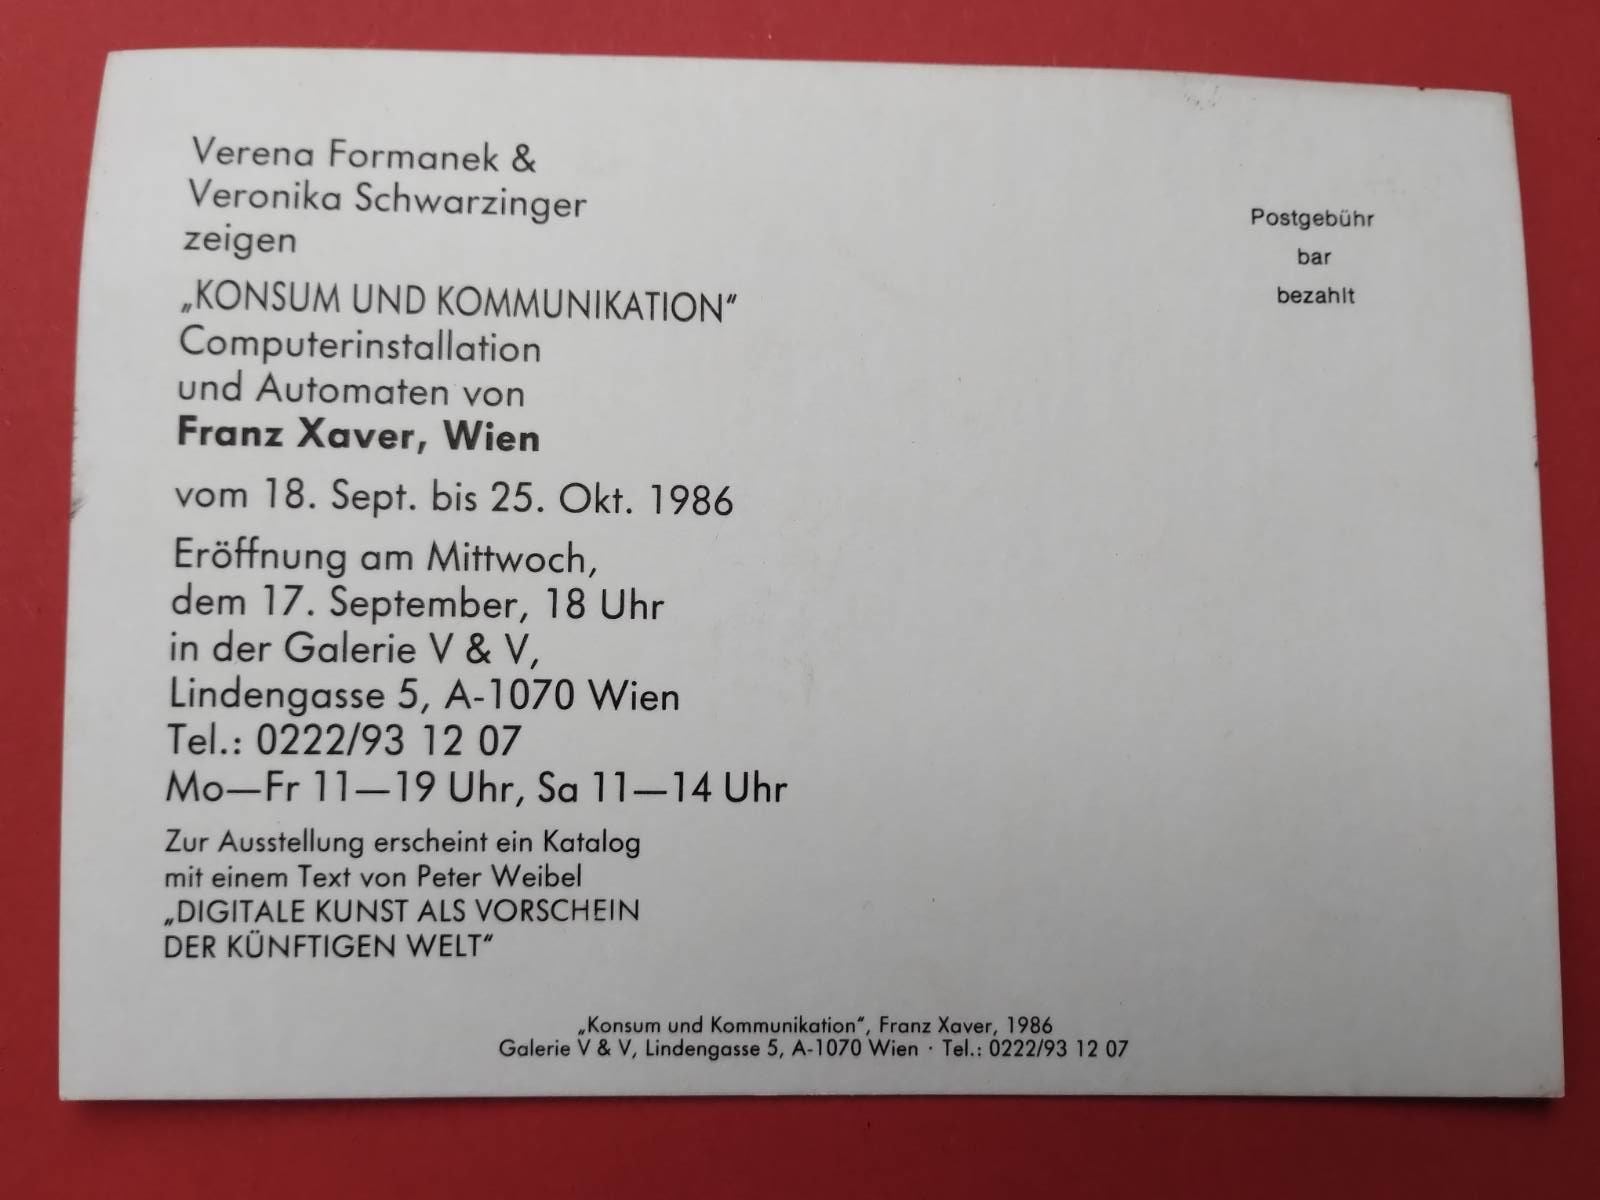 Verena Formanek &
Veronika Schwarzinger
zeigen
„KONSUM UND KOMMUNIKATION“
Computerinstallation
und Automaten von
Franz Xaver, Wien
vom 18. Sept. bis 25. Okt. 1986
Eröffnung am Mittwoch,
dem 17. September, 18 Uhr
in der Galerie V & V,
Lindengasse 5, A-1070 Wien
Tel.: 0222/93 12 07
Mo—Fr 11—19 Uhr, Sa 11—14 Uhr
Zur Ausstellung erscheint ein Katalog
mit einem Text von Peter Weibel
„DIGITALE KUNST ALS VORSCHEIN
DER KÜNFTIGEN WELT“
Postgebühr
bar
bezahlt
„Konsum und Kommunikation“, Franz Xaver, 1986
Galerie V & V, Lindengasse 5, A-1070 Wien · Tel.: 0222/93 12 07